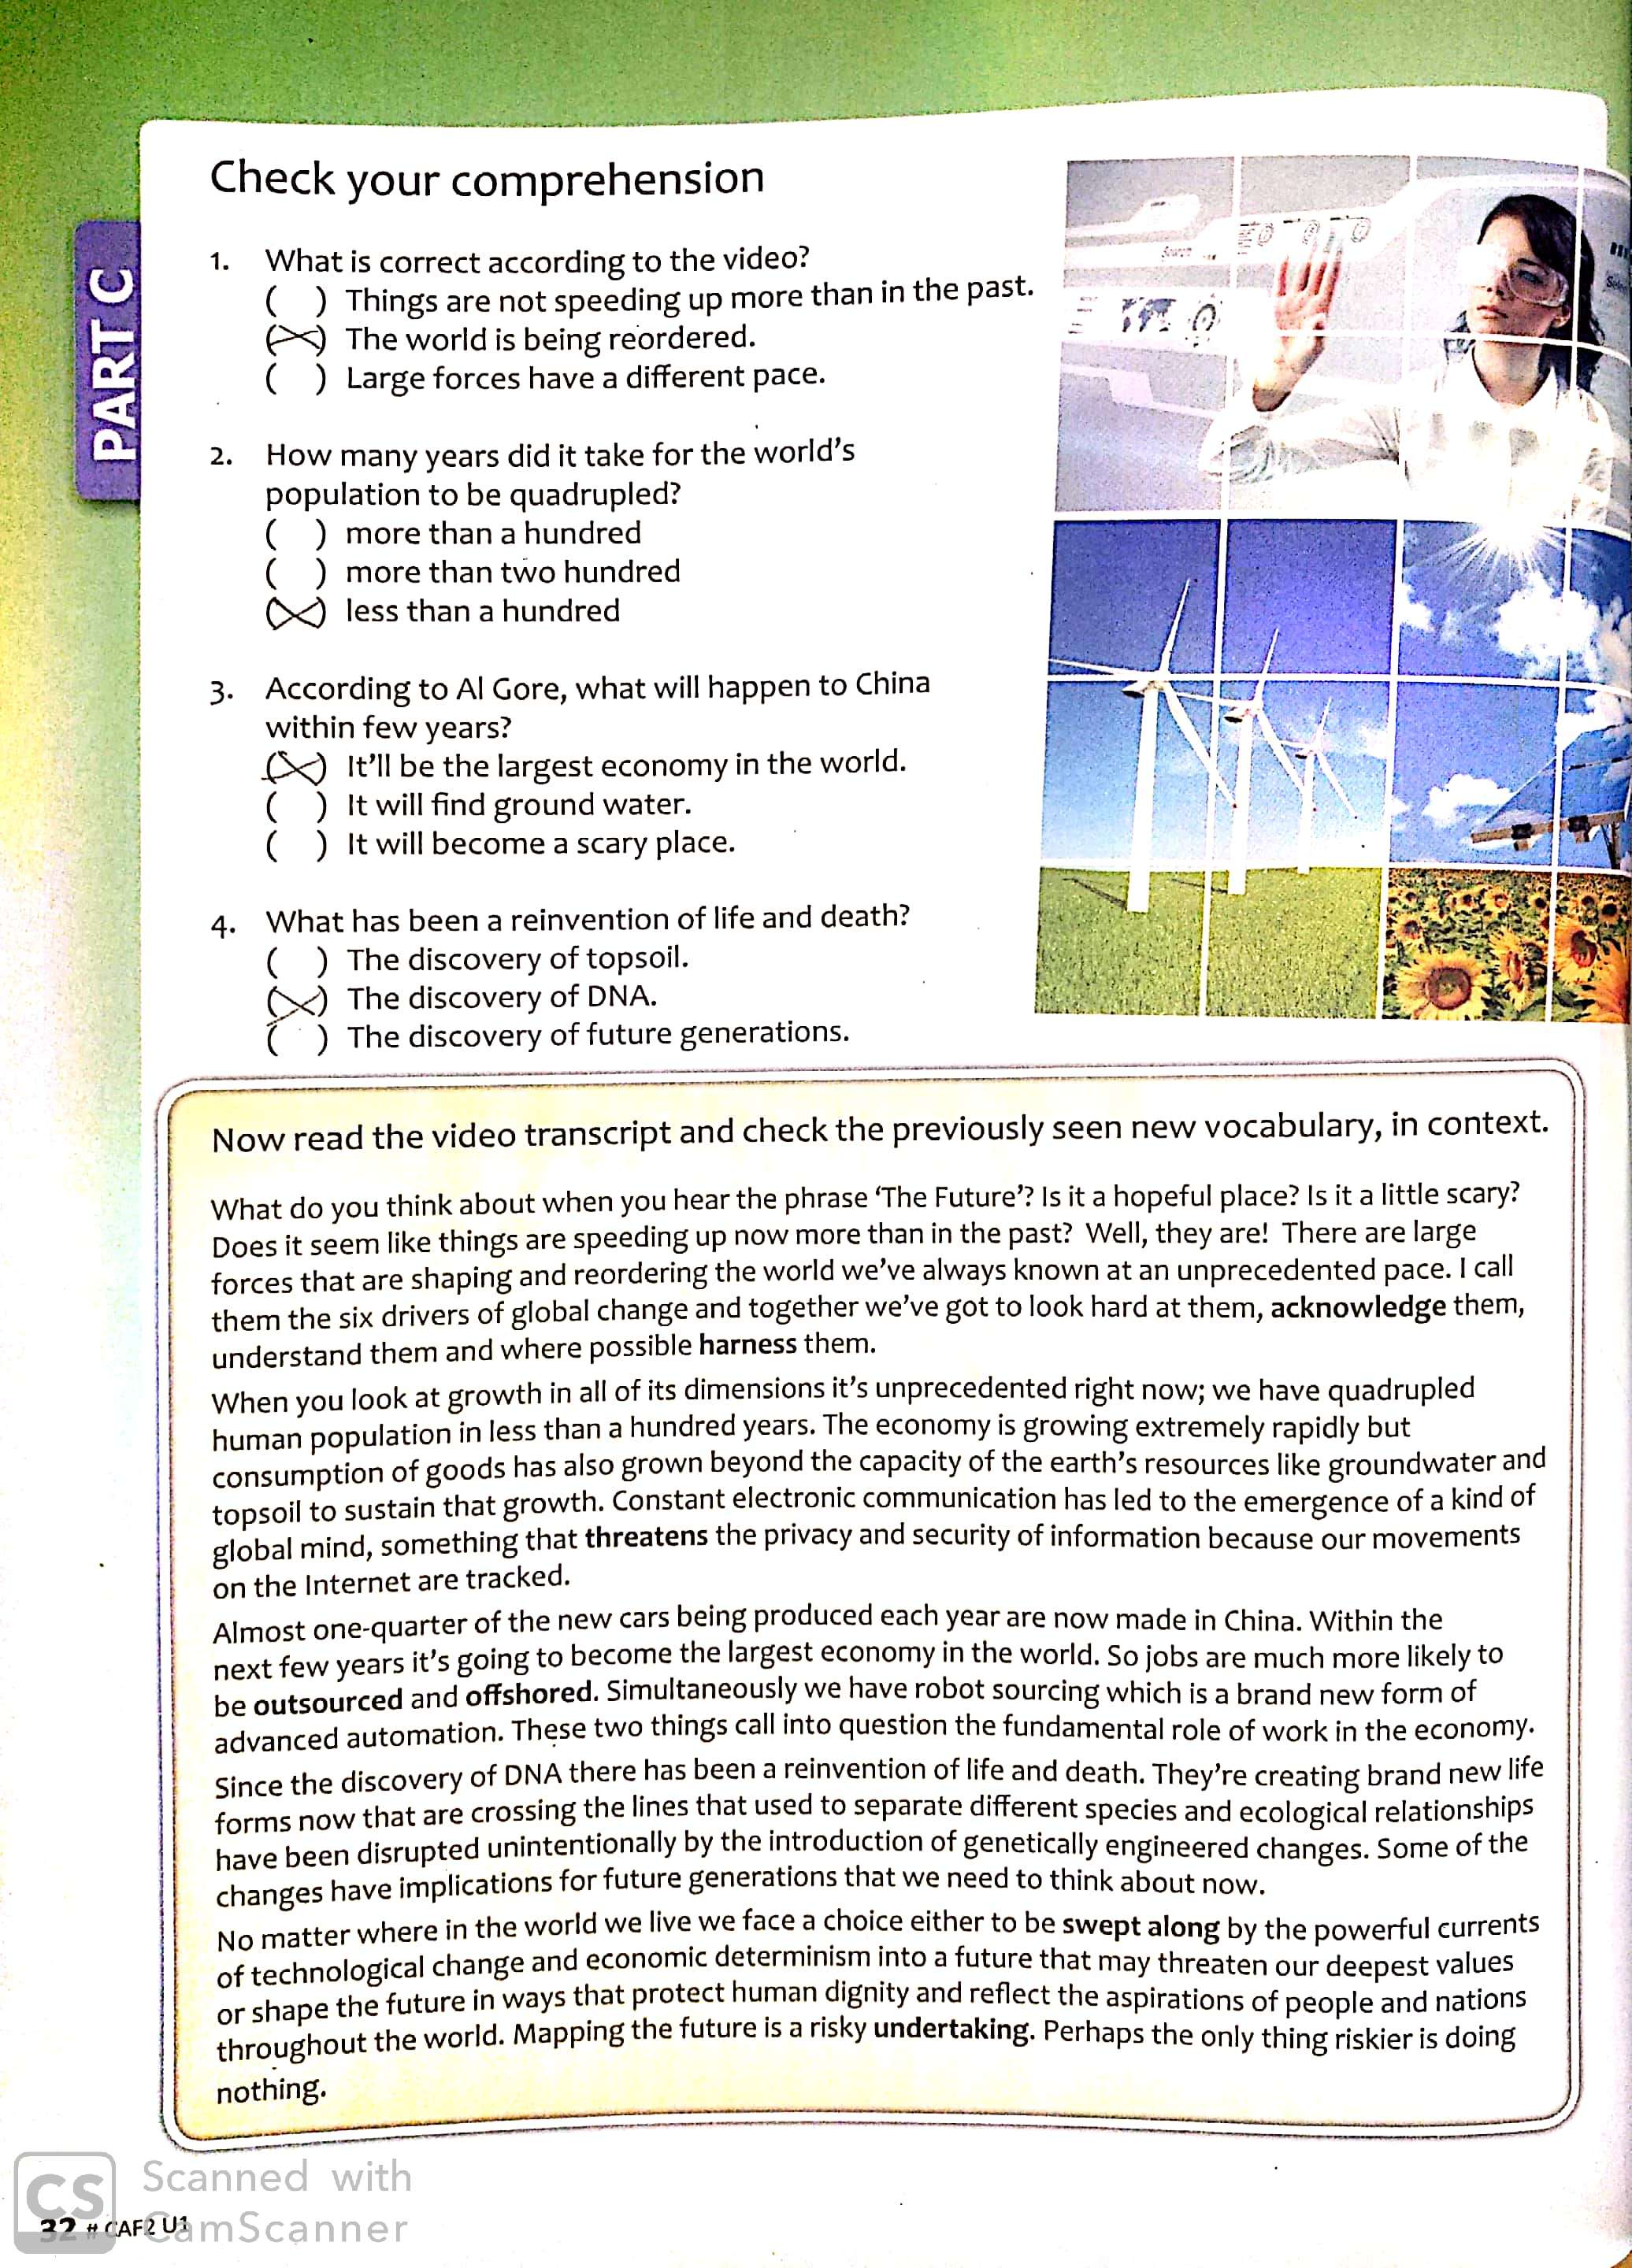 PART C
Check your comprehension
1. What is correct according to the video?
( ) Things are not speeding up more than in the past.
(X) The world is being reordered.
( ) Large forces have a different pace.
2. How many years did it take for the world's
population to be quadrupled?
( ) more than a hundred
( ) more than two hundred
(X) less than a hundred
3. According to Al Gore, what will happen to China
within few years?
(X) It'll be the largest economy in the world.
( ) It will find ground water.
( ) It will become a scary place.
4. What has been a reinvention of life and death?
( ) The discovery of topsoil.
(X) The discovery of DNA.
( ) The discovery of future generations.
Now read the video transcript and check the previously seen new vocabulary, in context.
What do you think about when you hear the phrase 'The Future'? Is it a hopeful place? Is it a little scary?
Does it seem like things are speeding up now more than in the past? Well, they are! There are large
forces that are shaping and reordering the world we've always known at an unprecedented pace. I call
them the six drivers of global change and together we've got to look hard at them, acknowledge them,
understand them and where possible harness them.
When you look at growth in all of its dimensions it's unprecedented right now; we have quadrupled
human population in less than a hundred years. The economy is growing extremely rapidly but
consumption of goods has also grown beyond the capacity of the earth's resources like groundwater and
topsoil to sustain that growth. Constant electronic communication has led to the emergence of a kind of
global mind, something that threatens the privacy and security of information because our movements
on the Internet are tracked.
Almost one-quarter of the new cars being produced each year are now made in China. Within the
next few years it's going to become the largest economy in the world. So jobs are much more likely to
be outsourced and offshored. Simultaneously we have robot sourcing which is a brand new form of
advanced automation. These two things call into question the fundamental role of work in the economy.
Since the discovery of DNA there has been a reinvention of life and death. They're creating brand new life
forms now that are crossing the lines that used to separate different species and ecological relationships
have been disrupted unintentionally by the introduction of genetically engineered changes. Some of the
changes have implications for future generations that we need to think about now.
No matter where in the world we live we face a choice either to be swept along by the powerful currents
of technological change and economic determinism into a future that may threaten our deepest values
or shape the future in ways that protect human dignity and reflect the aspirations of people and nations
throughout the world. Mapping the future is a risky undertaking. Perhaps the only thing riskier is doing
nothing.
CS Scanned with
CamScanner
32 # CAF2 U1